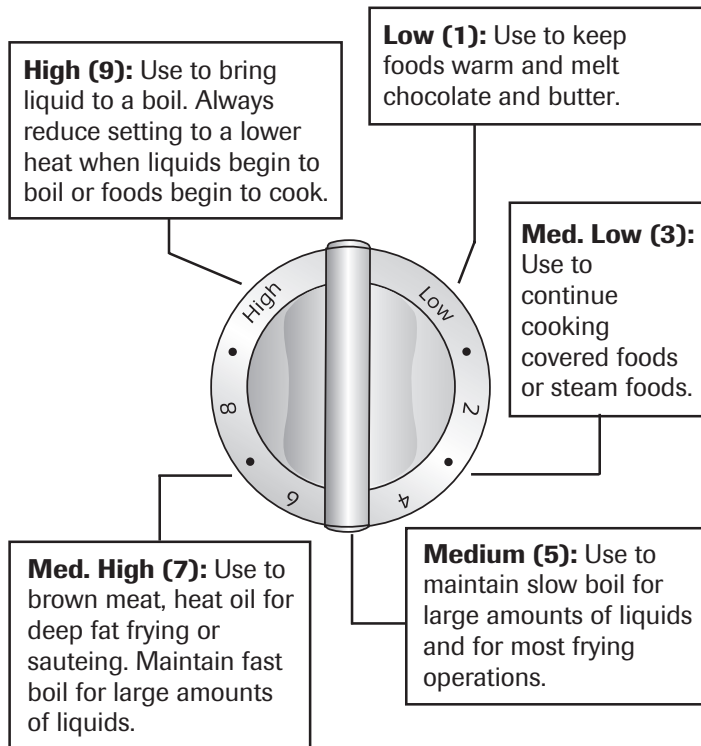 High (9): Use to bring
liquid to a boil. Always
reduce setting to a lower
heat when liquids begin to
boil or foods begin to cook.
Low (1): Use to keep
foods warm and melt
chocolate and butter.
Med. Low (3):
Use to
continue
cooking
covered foods
or steam foods.
High
Low
8
2
6
4
Med. High (7): Use to
brown meat, heat oil for
deep fat frying or
sauteing. Maintain fast
boil for large amounts
of liquids.
Medium (5): Use to
maintain slow boil for
large amounts of liquids
and for most frying
operations.